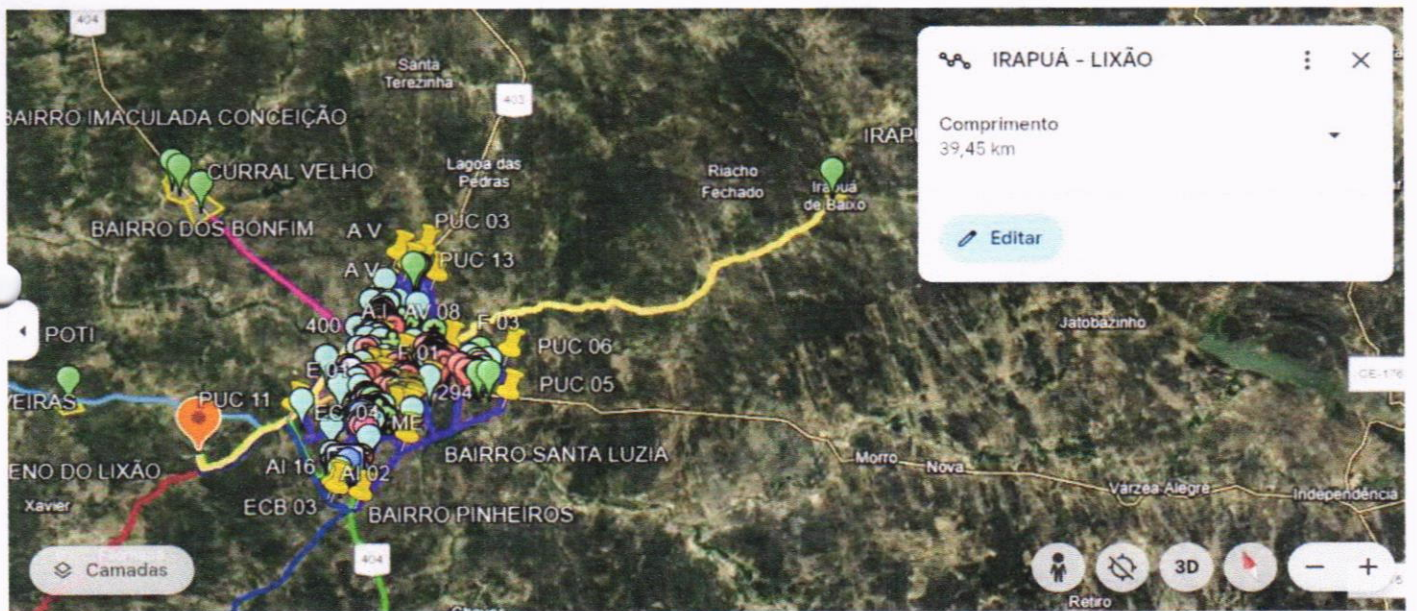 404
Santa
Terezinha
403
BAIRRO IMACULADA CONCEIÇÃO
CURRAL VELHO
BAIRRO DOS BONFIM
Lagoa das
Pedras
Riacho
Fechado
Irapuá
de Baixo
IRAPUÁ - LIXÃO
Comprimento
39,45 km
Editar
A V
PUC 03
PUC 13
A V
A I
AV 08
400
F 03
F 01
PUC 06
PUC 05
294
POTI
PUC 11
EC 04
ME
Jatobazinho
CE-176
ENO DO LIXÃO
Xavier
AI 16
AI 02
ECB 03
BAIRRO SANTA LUZIA
BAIRRO PINHEIROS
Morro
Nova
Varzea Alegre
Independência
404
Camadas
3D
Retiro